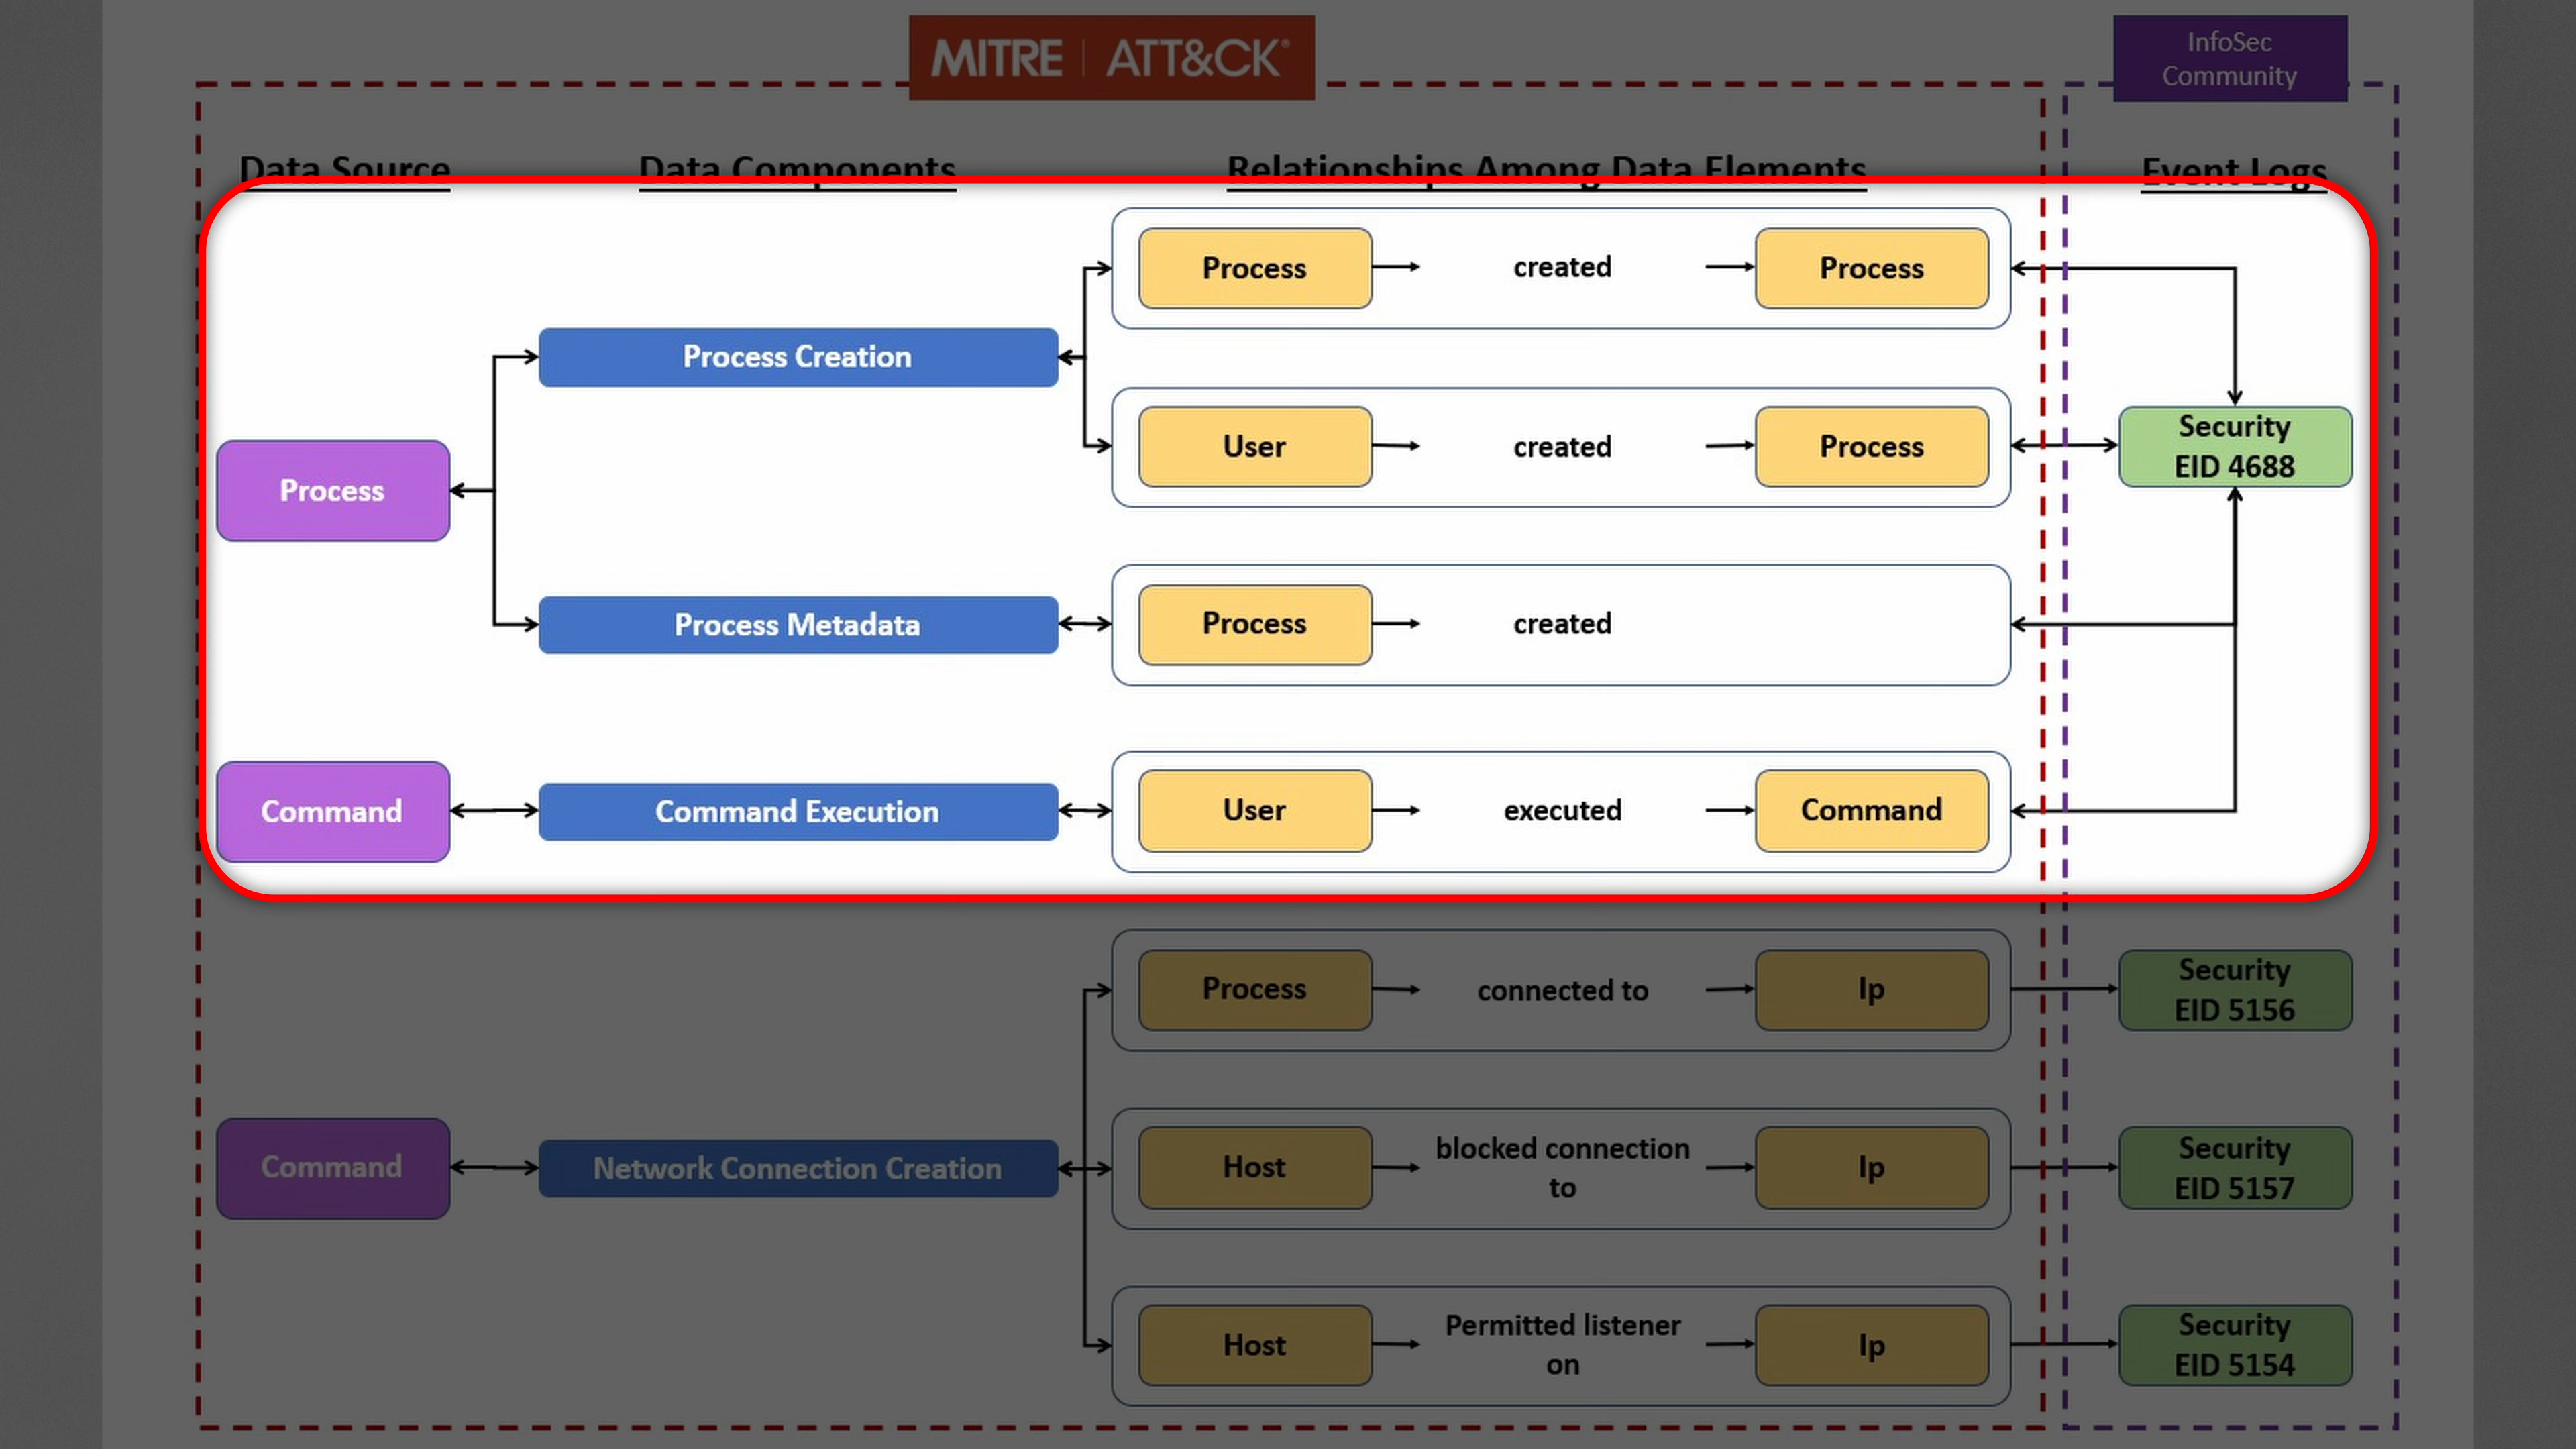 MITRE | ATT&CK®
InfoSec
Community
Data Source
Data Components
Relationships Among Data Elements
Event Logs
Process
created
Process
Process Creation
User
created
Process
Security
EID 4688
Process
Process Metadata
Process
created
Command
Command Execution
User
executed
Command
Process
connected to
Ip
Security
EID 5156
Command
Network Connection Creation
Host
blocked connection
to
Ip
Security
EID 5157
Host
Permitted listener
on
Ip
Security
EID 5154